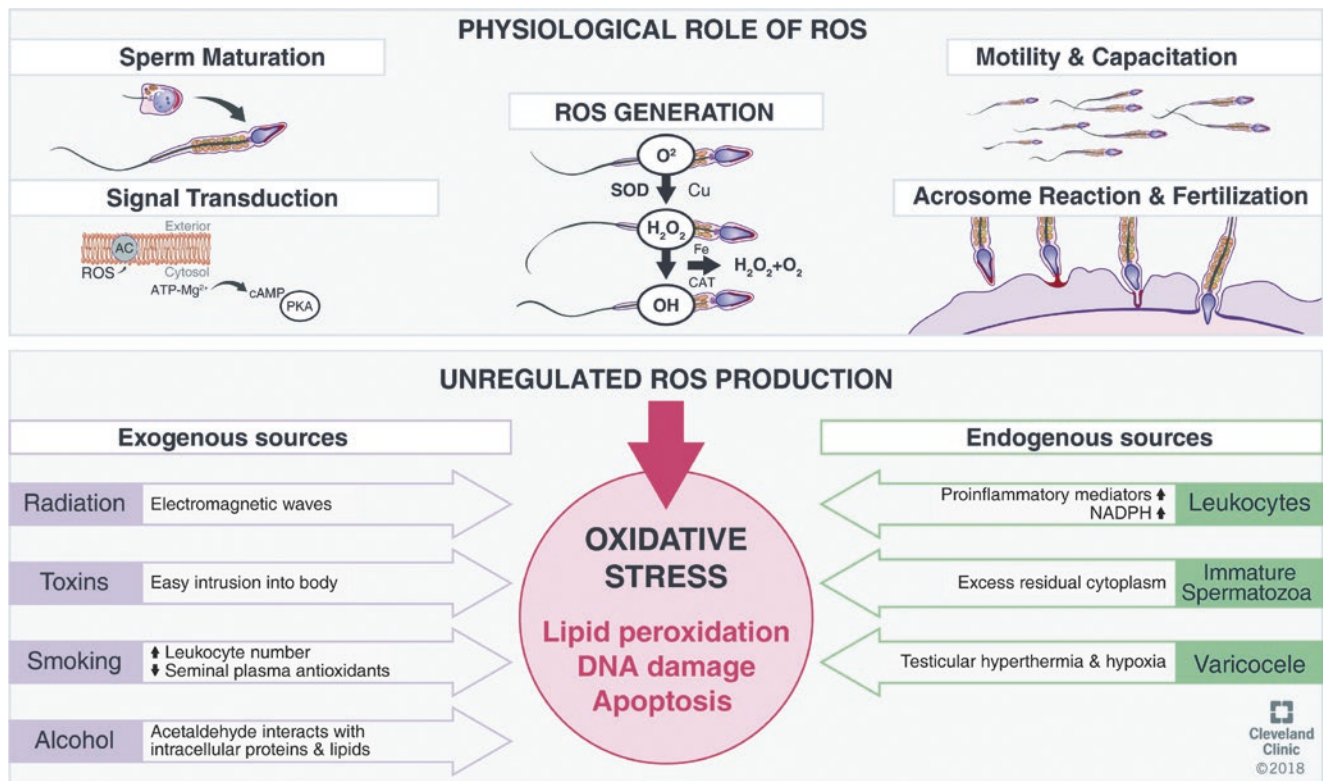 PHYSIOLOGICAL ROLE OF ROS
Sperm Maturation
Signal Transduction
Exterior
AC
ROS
Cytosol
ATP-Mg²⁺
cAMP
PKA
ROS GENERATION
O²
SOD
Cu
H₂O₂
Fe
CAT
H₂O₂+O₂
OH
Motility & Capacitation
Acrosome Reaction & Fertilization
UNREGULATED ROS PRODUCTION
Exogenous sources
Radiation
Electromagnetic waves
Toxins
Easy intrusion into body
Smoking
⬆ Leukocyte number
⬇ Seminal plasma antioxidants
Alcohol
Acetaldehyde interacts with
intracellular proteins & lipids
OXIDATIVE
STRESS
Lipid peroxidation
DNA damage
Apoptosis
Endogenous sources
Proinflammatory mediators ⬆
NADPH ⬆
Leukocytes
Excess residual cytoplasm
Immature
Spermatozoa
Testicular hyperthermia & hypoxia
Varicocele
Cleveland
Clinic
©2018